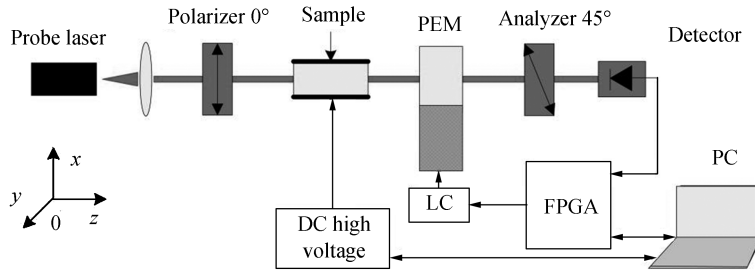 Probe laser
Polarizer 0°
Sample
PEM
Analyzer 45°
Detector
x
y
0
z
LC
FPGA
PC
DC high
voltage